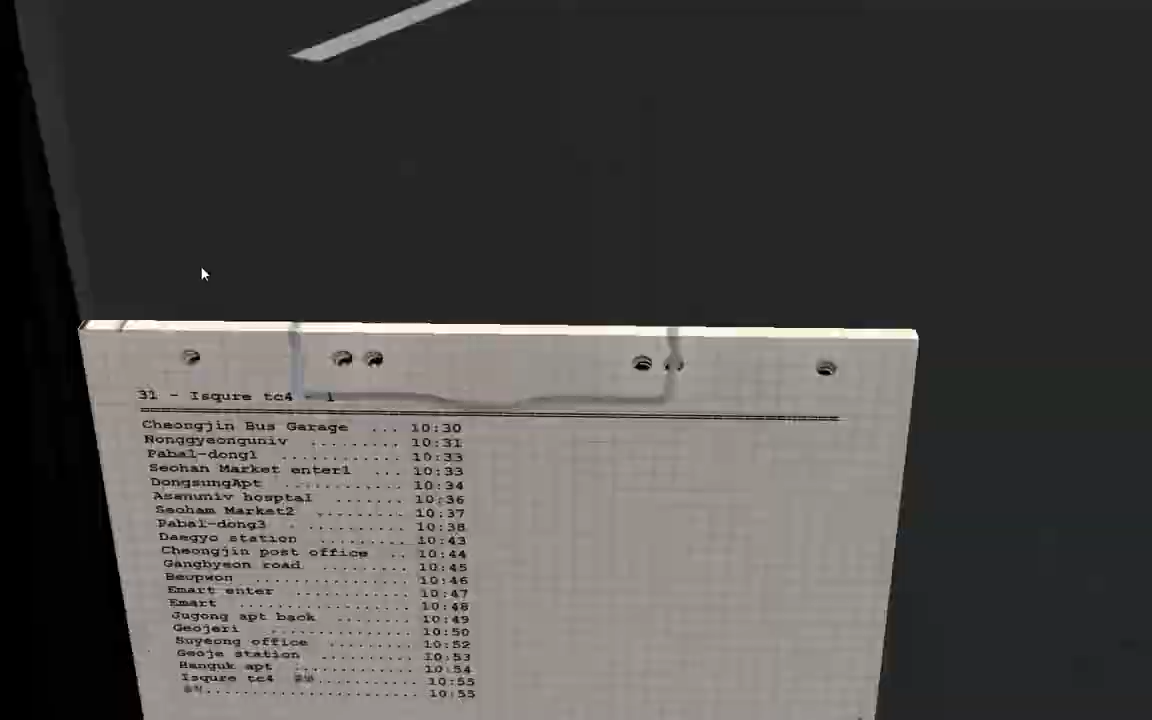 31 - Isqure tc4 - 1
Cheongjin Bus Garage ... 10:30
Nonggyeonguniv ......... 10:31
Pabal-dong1 ............ 10:33
Seohan Market enter1 ... 10:33
DongsungApt ............ 10:34
Asanuniv hosptal ....... 10:36
Seoham Market2 ......... 10:37
Pabal-dong3 . .......... 10:38
Daegyo station ......... 10:43
Cheongjin post office .. 10:44
Gangbyon road .......... 10:45
Beopwon ................ 10:46
Emart enter ............ 10:47
Emart .................. 10:48
Jugong apt back ........ 10:49
Geojeri ................ 10:50
Suyeong office ......... 10:52
Geoje station .......... 10:53
Hanguk apt ............. 10:54
Isqure tc4 ............. 10:55
.......................... 10:55